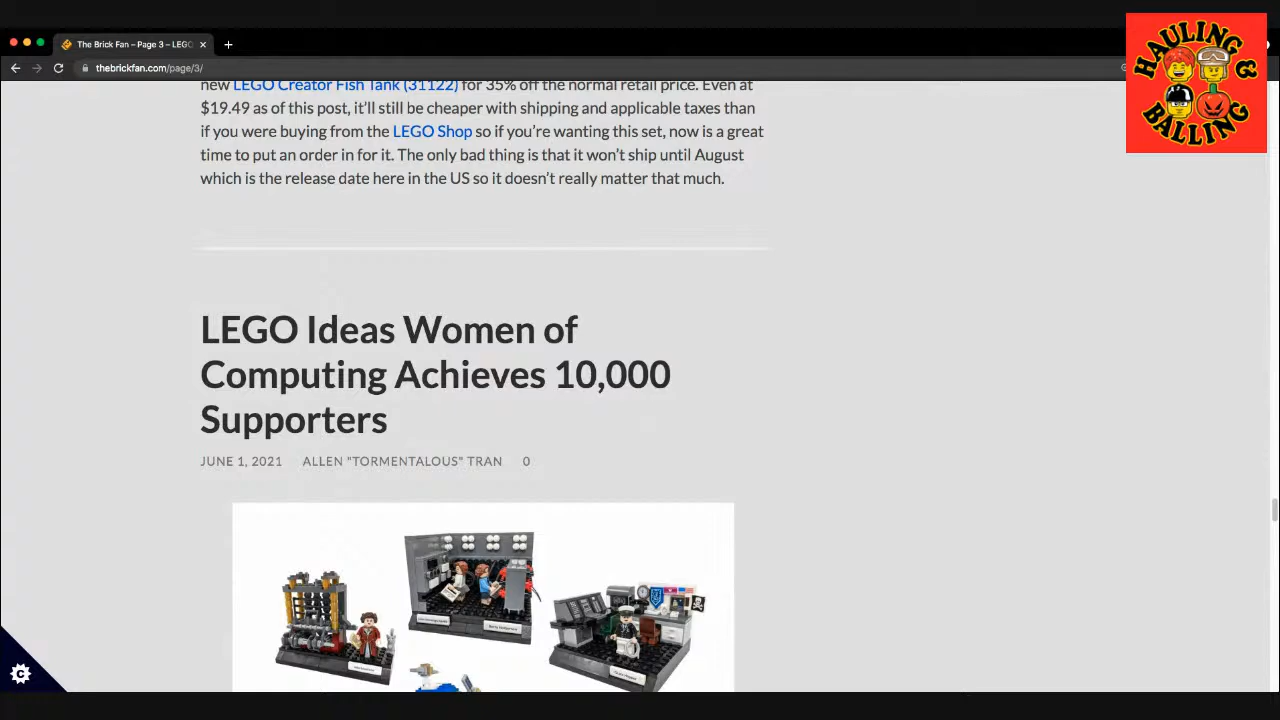 The Brick Fan – Page 3 – LEGO
thebrickfan.com/page/3/
HAULING &
BALLING
new LEGO Creator Fish Tank (31122) for 35% off the normal retail price. Even at
$19.49 as of this post, it'll still be cheaper with shipping and applicable taxes than
if you were buying from the LEGO Shop so if you're wanting this set, now is a great
time to put an order in for it. The only bad thing is that it won't ship until August
which is the release date here in the US so it doesn't really matter that much.
LEGO Ideas Women of
Computing Achieves 10,000
Supporters
JUNE 1, 2021 ALLEN "TORMENTALOUS" TRAN 0